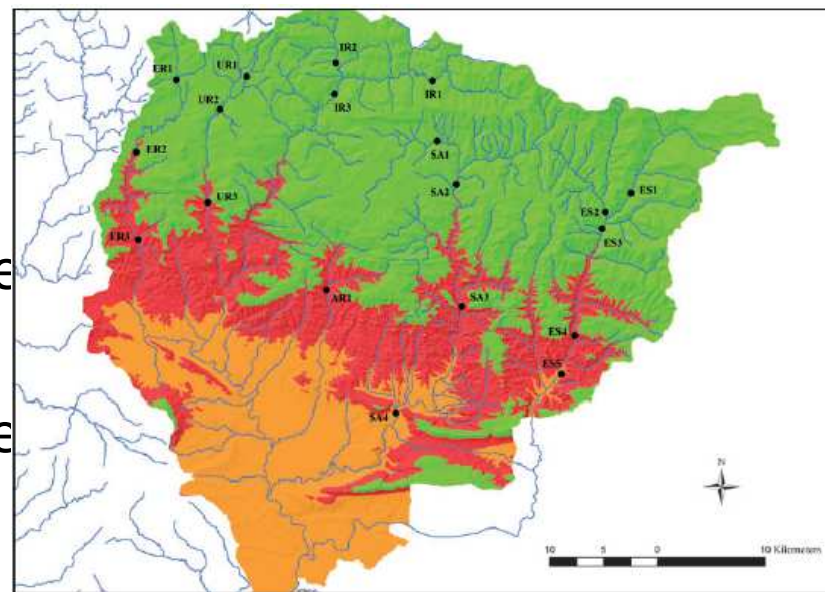 IR2
ER1
UR1
IR1
UR2
IR3
SA1
ER2
SA2
ES1
UR3
ES2
ES3
ER3
e
AR1
SA3
ES4
ES5
SA4
e
N
10 5 0 10 Kilometers